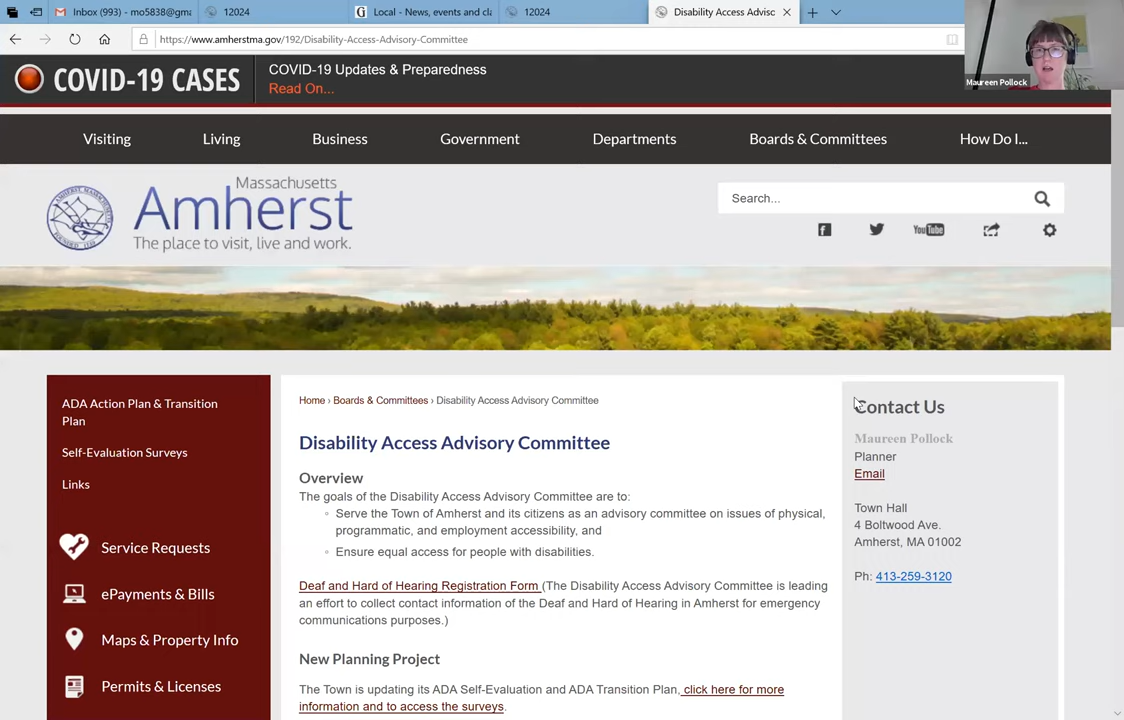 Inbox (993) - mo5838@gma
12024
Local - News, events and cla
12024
Disability Access Advisc
https://www.amherstma.gov/192/Disability-Access-Advisory-Committee
Maureen Pollock
COVID-19 CASES
COVID-19 Updates & Preparedness
Read On...
Visiting
Living
Business
Government
Departments
Boards & Committees
How Do I...
Massachusetts
Amherst
The place to visit, live and work.
Search...
You Tube
ADA Action Plan & Transition
Plan
Self-Evaluation Surveys
Links
Service Requests
ePayments & Bills
Maps & Property Info
Permits & Licenses
Home › Boards & Committees › Disability Access Advisory Committee
Disability Access Advisory Committee
Overview
The goals of the Disability Access Advisory Committee are to:
Serve the Town of Amherst and its citizens as an advisory committee on issues of physical,
programmatic, and employment accessibility, and
Ensure equal access for people with disabilities.
Deaf and Hard of Hearing Registration Form (The Disability Access Advisory Committee is leading
an effort to collect contact information of the Deaf and Hard of Hearing in Amherst for emergency
communications purposes.)
New Planning Project
The Town is updating its ADA Self-Evaluation and ADA Transition Plan, click here for more
information and to access the surveys.
Contact Us
Maureen Pollock
Planner
Email
Town Hall
4 Boltwood Ave.
Amherst, MA 01002
Ph: 413-259-3120